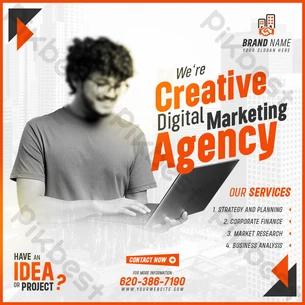 BRAND NAME
YOUR SLOGAN HERE
We're
Creative
Digital Marketing
Agency
OUR SERVICES
1. STRATEGY AND PLANNING
2. CORPORATE FINANCE
3. MARKET RESEARCH
4. BUSINESS ANALYSIS
HAVE AN
IDEA
OR PROJECT ?
CONTACT NOW
FOR MORE INFORMATION
620-386-7190
WWW.YOURWEBSITE.COM
Pikbest